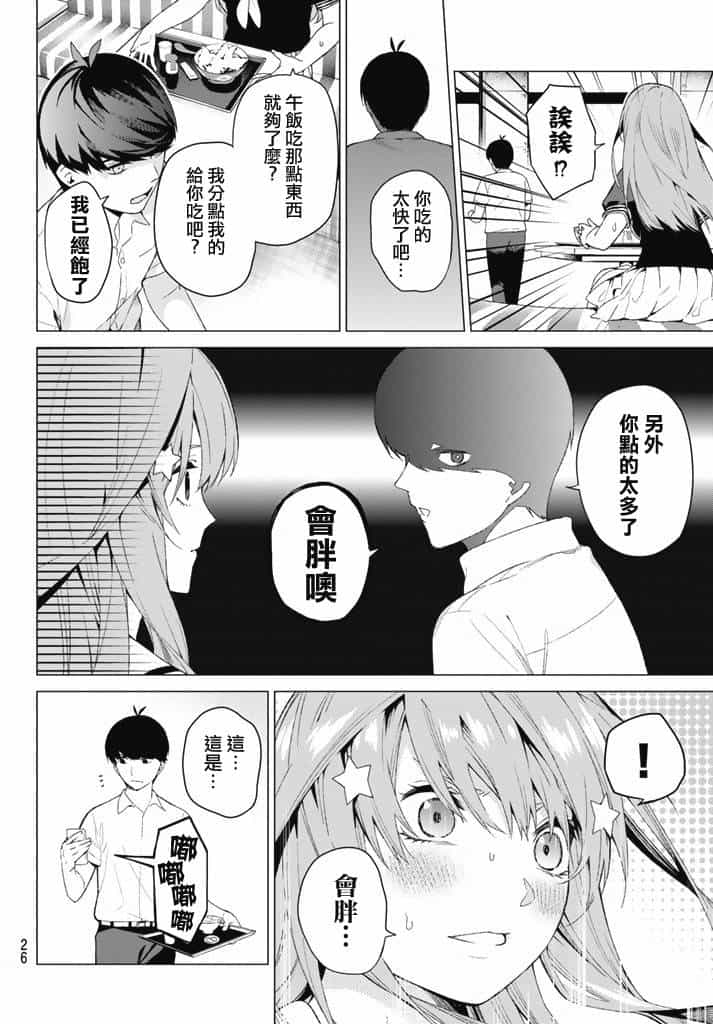 誒誒
!?
你吃的
太快了吧…
午飯吃那點東西
就夠了麼？
我分點我的
給你吃吧？
我已經飽了
另外
你點的太多了
會胖噢
！
會胖…
這…
這是…
嘟嘟嘟嘟
26